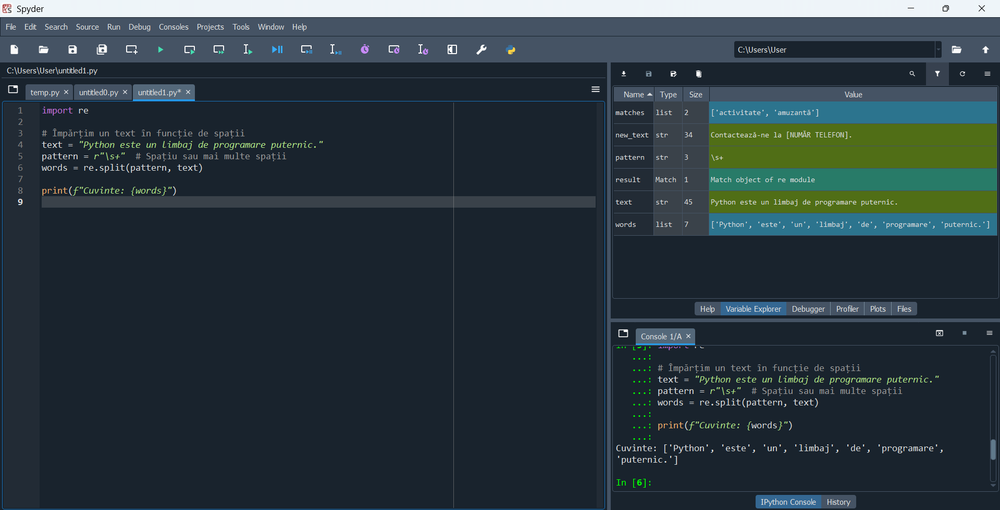 Spyder
File Edit Search Source Run Debug Consoles Projects Tools Window Help
C:\Users\User
C:\Users\User\untitled1.py
temp.py untitled0.py untitled1.py*
1 import re
2
3 # Împărțim un text în funcție de spații
4 text = "Python este un limbaj de programare puternic."
5 pattern = r"\s+" # Spațiu sau mai multe spații
6 words = re.split(pattern, text)
7
8 print(f"Cuvinte: {words}")
9
Name Type Size Value
matches list 2 ['activitate', 'amuzantă']
new_text str 34 Contactează-ne la [NUMĂR TELEFON].
pattern str 3 \s+
result Match 1 Match object of re module
text str 45 Python este un limbaj de programare puternic.
words list 7 ['Python', 'este', 'un', 'limbaj', 'de', 'programare', 'puternic.']
Help Variable Explorer Debugger Profiler Plots Files
Console 1/A
In [5]: import re
...:
...: # Împărțim un text în funcție de spații
...: text = "Python este un limbaj de programare puternic."
...: pattern = r"\s+" # Spațiu sau mai multe spații
...: words = re.split(pattern, text)
...:
...: print(f"Cuvinte: {words}")
...:
Cuvinte: ['Python', 'este', 'un', 'limbaj', 'de', 'programare',
'puternic.']
In [6]:
IPython Console History